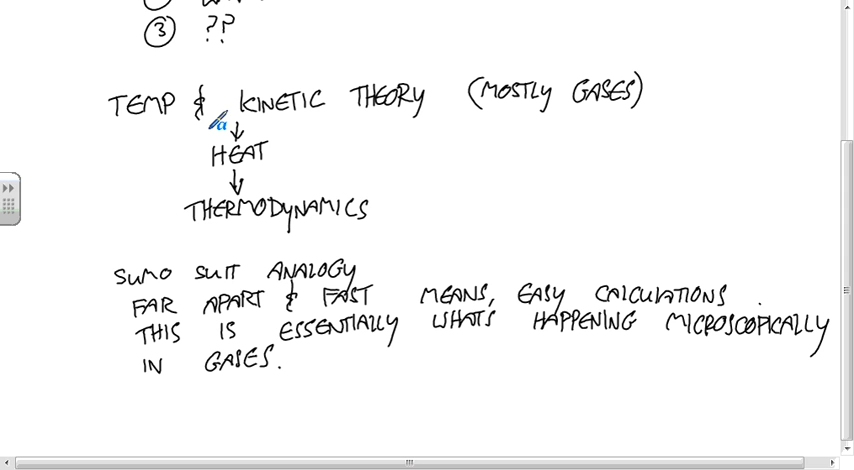 ③ ??
TEMP & KINETIC THEORY (MOSTLY GASES)
↓
HEAT
↓
THERMODYNAMICS
SUMO SUIT ANALOGY
FAR APART & FAST MEANS, EASY CALCULATIONS.
THIS IS ESSENTIALLY WHATS HAPPENING MICROSCOPICALLY
IN GASES.